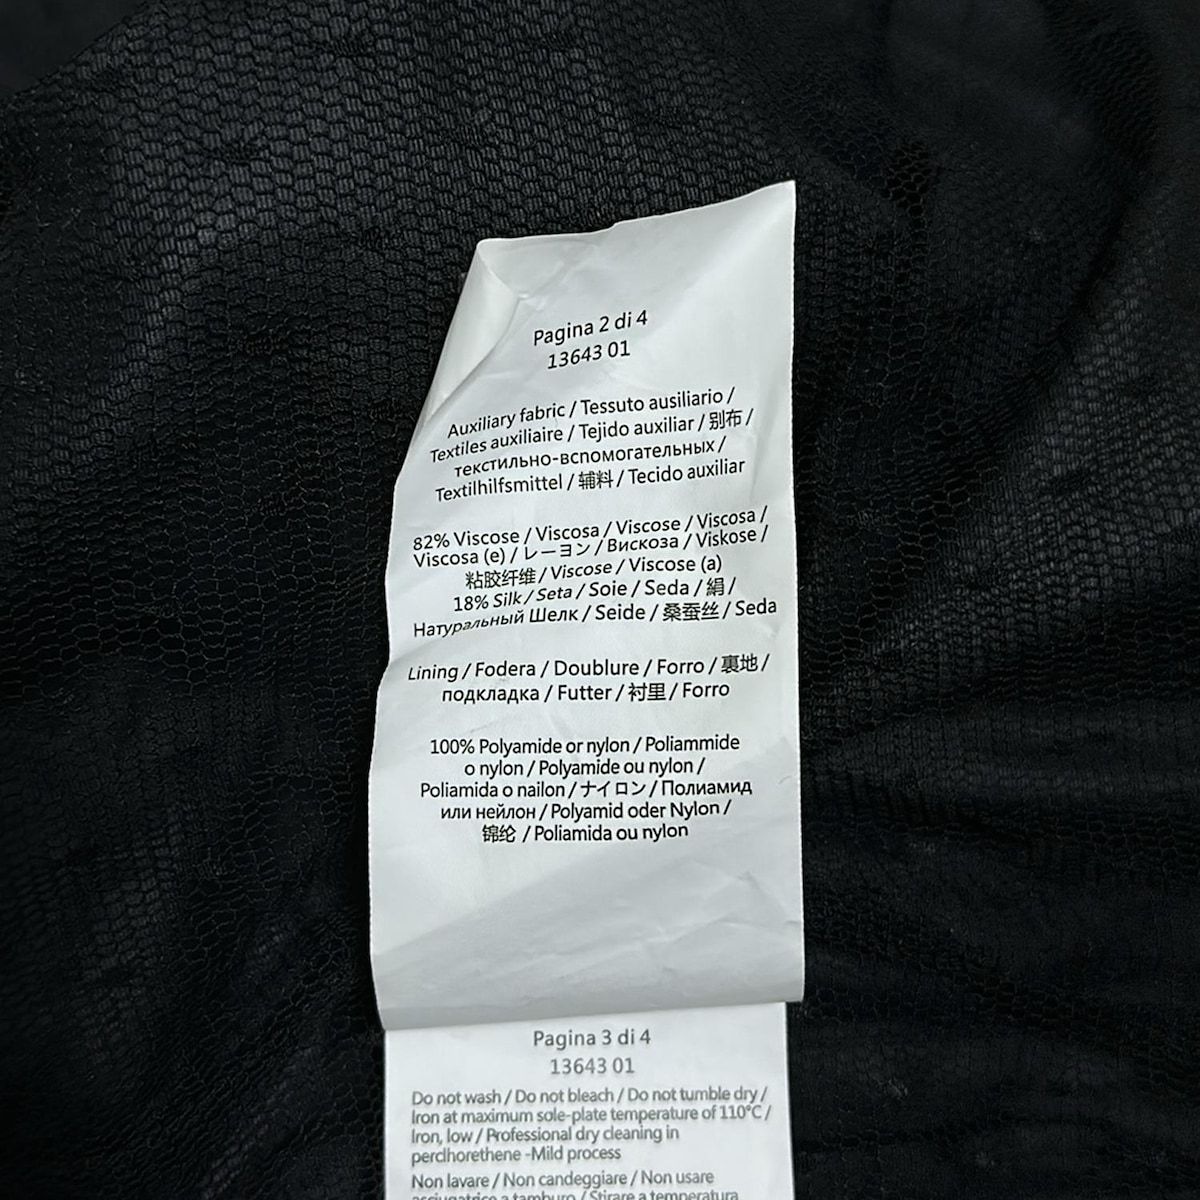 Pagina 2 di 4
13643 01
Auxiliary fabric / Tessuto ausiliario /
Textiles auxiliaire / Tejido auxiliar / 别布 /
текстильно-вспомогательных /
Textilhilfsmittel / 辅料 / Tecido auxiliar
82% Viscose / Viscosa / Viscose / Viscosa /
Viscosa (e) / レーヨン / Вискоза / Viskose /
粘胶纤维 / Viscose / Viscose (a)
18% Silk / Seta / Soie / Seda / 絹 /
Натуральный Шелк / Seide / 桑蚕丝 / Seda
Lining / Fodera / Doublure / Forro / 裏地 /
подкладка / Futter / 衬里 / Forro
100% Polyamide or nylon / Poliammide
o nylon / Polyamide ou nylon /
Poliamida o nailon / ナイロン / Полиамид
или нейлон / Polyamid oder Nylon /
锦纶 / Poliamida ou nylon
Pagina 3 di 4
13643 01
Do not wash / Do not bleach / Do not tumble dry /
Iron at maximum sole-plate temperature of 110°C /
Iron, low / Professional dry cleaning in
perclhorethene -Mild process
Non lavare / Non candeggiare / Non usare
asciugatrice a tamburo / Stirare a temperatura